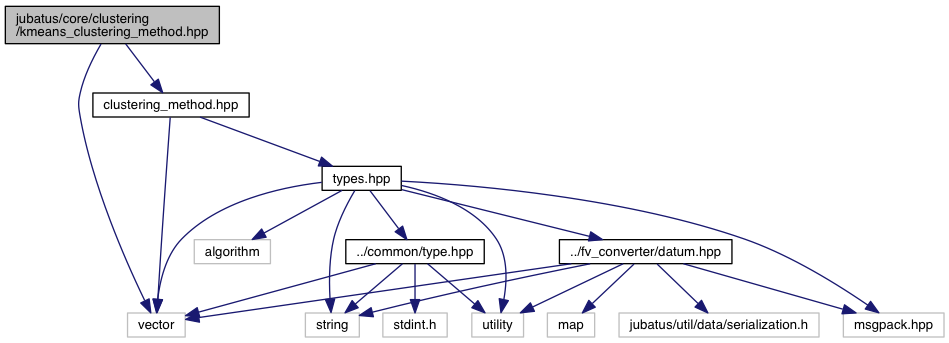 jubatus/core/clustering
/kmeans_clustering_method.hpp
clustering_method.hpp
types.hpp
algorithm
../common/type.hpp
../fv_converter/datum.hpp
vector
string
stdint.h
utility
map
jubatus/util/data/serialization.h
msgpack.hpp